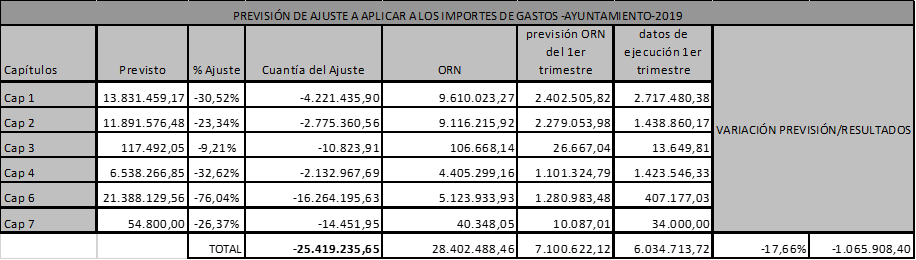 PREVISIÓN DE AJUSTE A APLICAR A LOS IMPORTES DE GASTOS -AYUNTAMIENTO-2019
Capítulos Previsto % Ajuste Cuantía del Ajuste ORN previsión ORN del 1er trimestre datos de ejecución 1er trimestre VARIACIÓN PREVISIÓN/RESULTADOS
Cap 1 13.831.459,17 -30,52% -4.221.435,90 9.610.023,27 2.402.505,82 2.717.480,38
Cap 2 11.891.576,48 -23,34% -2.775.360,56 9.116.215,92 2.279.053,98 1.438.860,17
Cap 3 117.492,05 -9,21% -10.823,91 106.668,14 26.667,04 13.649,81
Cap 4 6.538.266,85 -32,62% -2.132.967,69 4.405.299,16 1.101.324,79 1.423.546,33
Cap 6 21.388.129,56 -76,04% -16.264.195,63 5.123.933,93 1.280.983,48 407.177,03
Cap 7 54.800,00 -26,37% -14.451,95 40.348,05 10.087,01 34.000,00
TOTAL -25.419.235,65 28.402.488,46 7.100.622,12 6.034.713,72 -17,66% -1.065.908,40